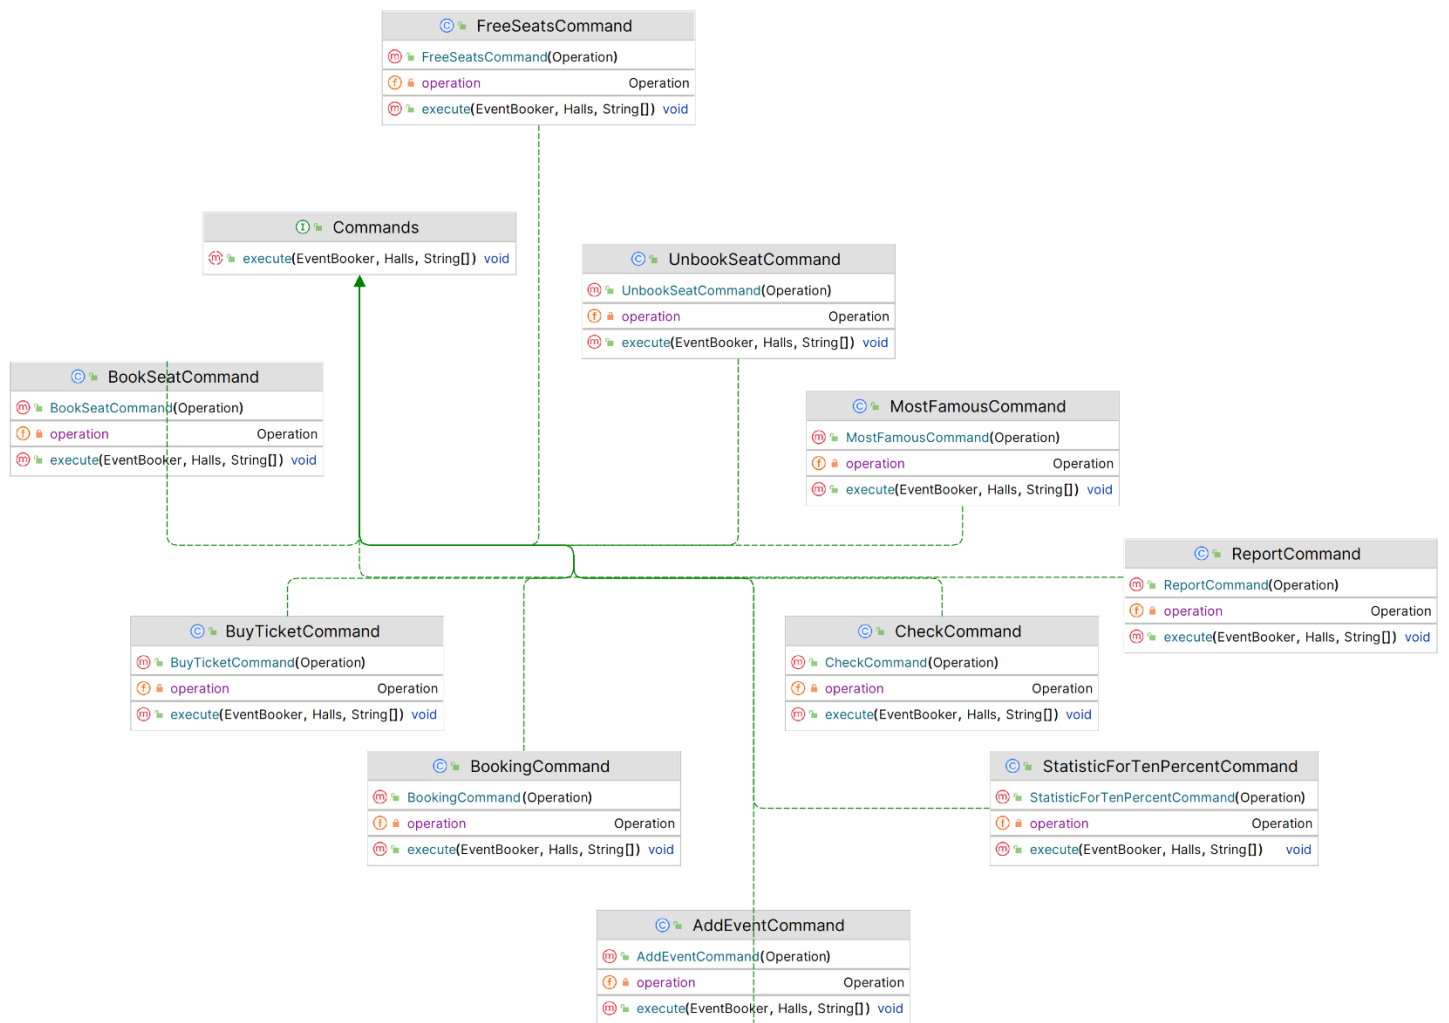 FreeSeatsCommand
FreeSeatsCommand(Operation)
operation Operation
execute(EventBooker, Halls, String[]) void
Commands
execute(EventBooker, Halls, String[]) void
UnbookSeatCommand
UnbookSeatCommand(Operation)
operation Operation
execute(EventBooker, Halls, String[]) void
BookSeatCommand
BookSeatCommand(Operation)
operation Operation
execute(EventBooker, Halls, String[]) void
MostFamousCommand
MostFamousCommand(Operation)
operation Operation
execute(EventBooker, Halls, String[]) void
ReportCommand
ReportCommand(Operation)
operation Operation
execute(EventBooker, Halls, String[]) void
BuyTicketCommand
BuyTicketCommand(Operation)
operation Operation
execute(EventBooker, Halls, String[]) void
CheckCommand
CheckCommand(Operation)
operation Operation
execute(EventBooker, Halls, String[]) void
BookingCommand
BookingCommand(Operation)
operation Operation
execute(EventBooker, Halls, String[]) void
StatisticForTenPercentCommand
StatisticForTenPercentCommand(Operation)
operation Operation
execute(EventBooker, Halls, String[]) void
AddEventCommand
AddEventCommand(Operation)
operation Operation
execute(EventBooker, Halls, String[]) void